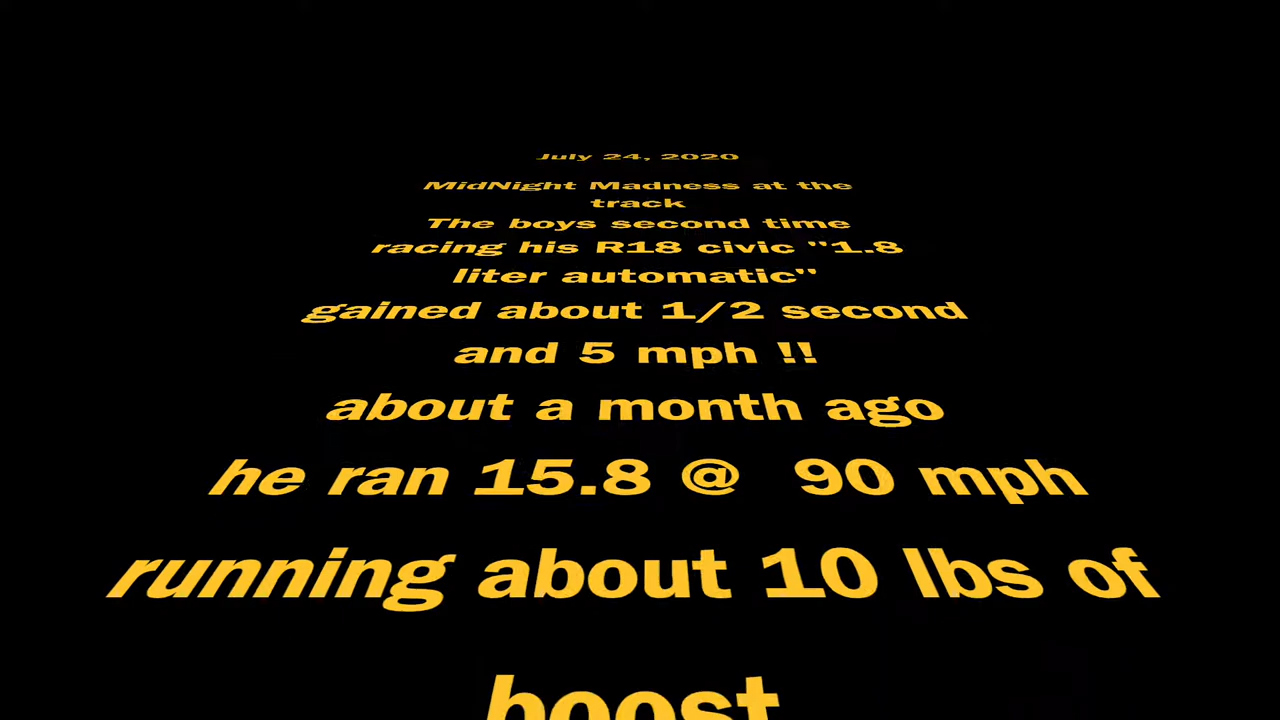 July 24, 2020
MidNight Madness at the
track
The boys second time
racing his R18 civic "1.8
liter automatic"
gained about 1/2 second
and 5 mph !!
about a month ago
he ran 15.8 @ 90 mph
running about 10 lbs of
boost